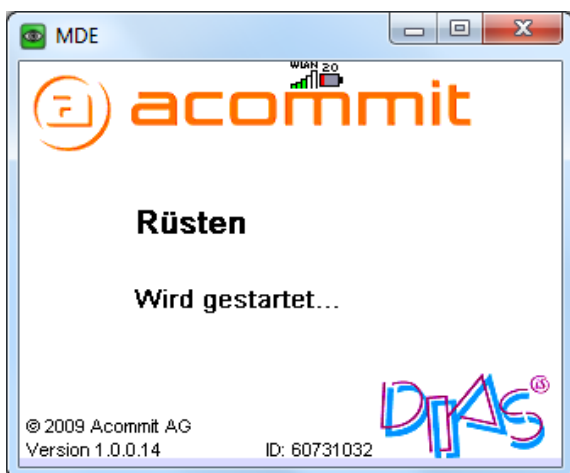 MDE
WLAN 20
acommit
Rüsten
Wird gestartet...
DIAS
© 2009 Acommit AG
Version 1.0.0.14 ID: 60731032